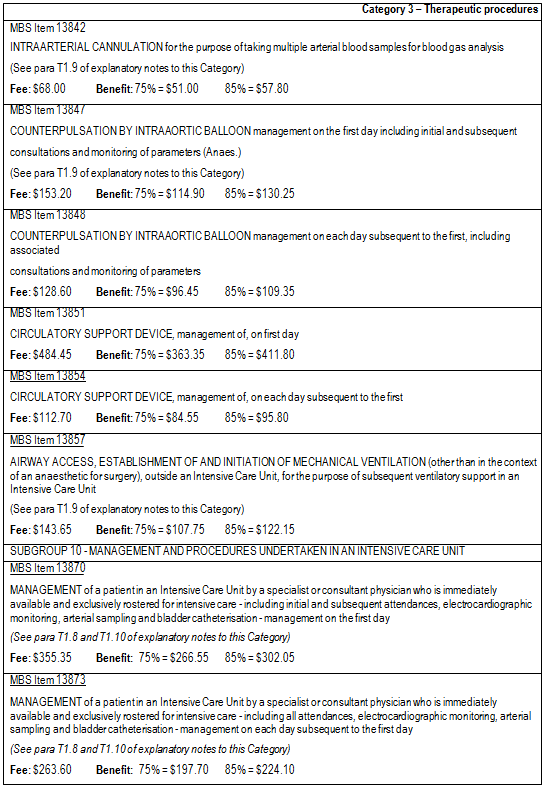 Category 3 – Therapeutic procedures
MBS Item 13842
INTRAARTERIAL CANNULATION for the purpose of taking multiple arterial blood samples for blood gas analysis
(See para T1.9 of explanatory notes to this Category)
Fee: $68.00 Benefit: 75% = $51.00 85% = $57.80
MBS Item 13847
COUNTERPULSATION BY INTRAAORTIC BALLOON management on the first day including initial and subsequent
consultations and monitoring of parameters (Anaes.)
(See para T1.9 of explanatory notes to this Category)
Fee: $153.20 Benefit: 75% = $114.90 85% = $130.25
MBS Item 13848
COUNTERPULSATION BY INTRAAORTIC BALLOON management on each day subsequent to the first, including
associated
consultations and monitoring of parameters
Fee: $128.60 Benefit: 75% = $96.45 85% = $109.35
MBS Item 13851
CIRCULATORY SUPPORT DEVICE, management of, on first day
Fee: $484.45 Benefit: 75% = $363.35 85% = $411.80
MBS Item 13854
CIRCULATORY SUPPORT DEVICE, management of, on each day subsequent to the first
Fee: $112.70 Benefit: 75% = $84.55 85% = $95.80
MBS Item 13857
AIRWAY ACCESS, ESTABLISHMENT OF AND INITIATION OF MECHANICAL VENTILATION (other than in the context
of an anaesthetic for surgery), outside an Intensive Care Unit, for the purpose of subsequent ventilatory support in an
Intensive Care Unit
(See para T1.9 of explanatory notes to this Category)
Fee: $143.65 Benefit: 75% = $107.75 85% = $122.15
SUBGROUP 10 - MANAGEMENT AND PROCEDURES UNDERTAKEN IN AN INTENSIVE CARE UNIT
MBS Item 13870
MANAGEMENT of a patient in an Intensive Care Unit by a specialist or consultant physician who is immediately
available and exclusively rostered for intensive care - including initial and subsequent attendances, electrocardiographic
monitoring, arterial sampling and bladder catheterisation - management on the first day
(See para T1.8 and T1.10 of explanatory notes to this Category)
Fee: $355.35 Benefit: 75% = $266.55 85% = $302.05
MBS Item 13873
MANAGEMENT of a patient in an Intensive Care Unit by a specialist or consultant physician who is immediately
available and exclusively rostered for intensive care - including all attendances, electrocardiographic monitoring, arterial
sampling and bladder catheterisation - management on each day subsequent to the first day
(See para T1.8 and T1.10 of explanatory notes to this Category)
Fee: $263.60 Benefit: 75% = $197.70 85% = $224.10